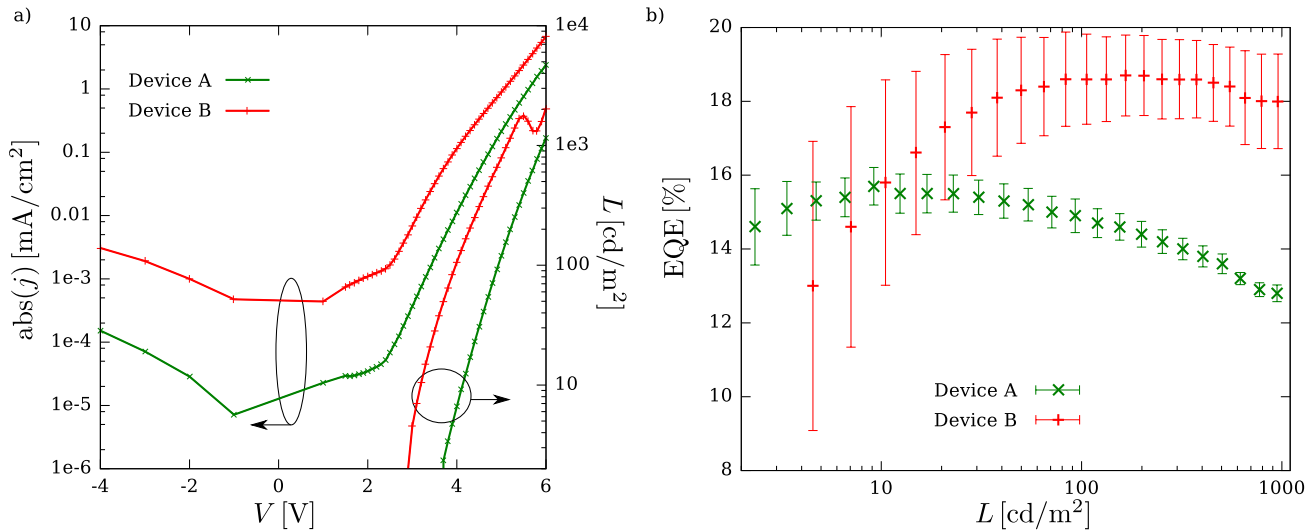 a)
abs(j) [mA/cm²]
10
1
0.1
0.01
1e-3
1e-4
1e-5
1e-6
-4
-2
0
2
4
6
V [V]
1e4
1e3
100
10
L [cd/m²]
Device A
Device B
b)
EQE [%]
20
18
16
14
12
10
8
10
100
1000
L [cd/m²]
Device A
Device B